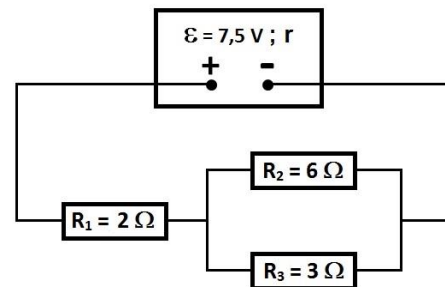 ε = 7,5 V ; r
+ -
R₂ = 6 Ω
R₁ = 2 Ω
R₃ = 3 Ω